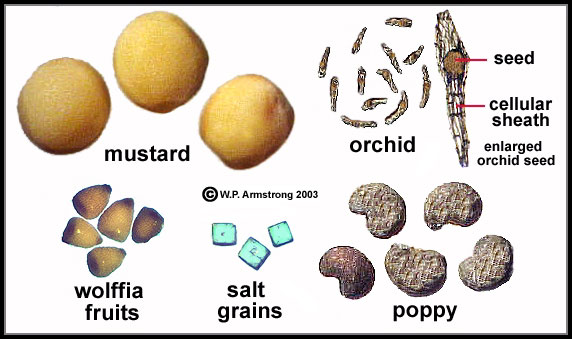 mustard
orchid
seed
cellular
sheath
enlarged
orchid seed
© W.P. Armstrong 2003
wolffia
fruits
salt
grains
poppy